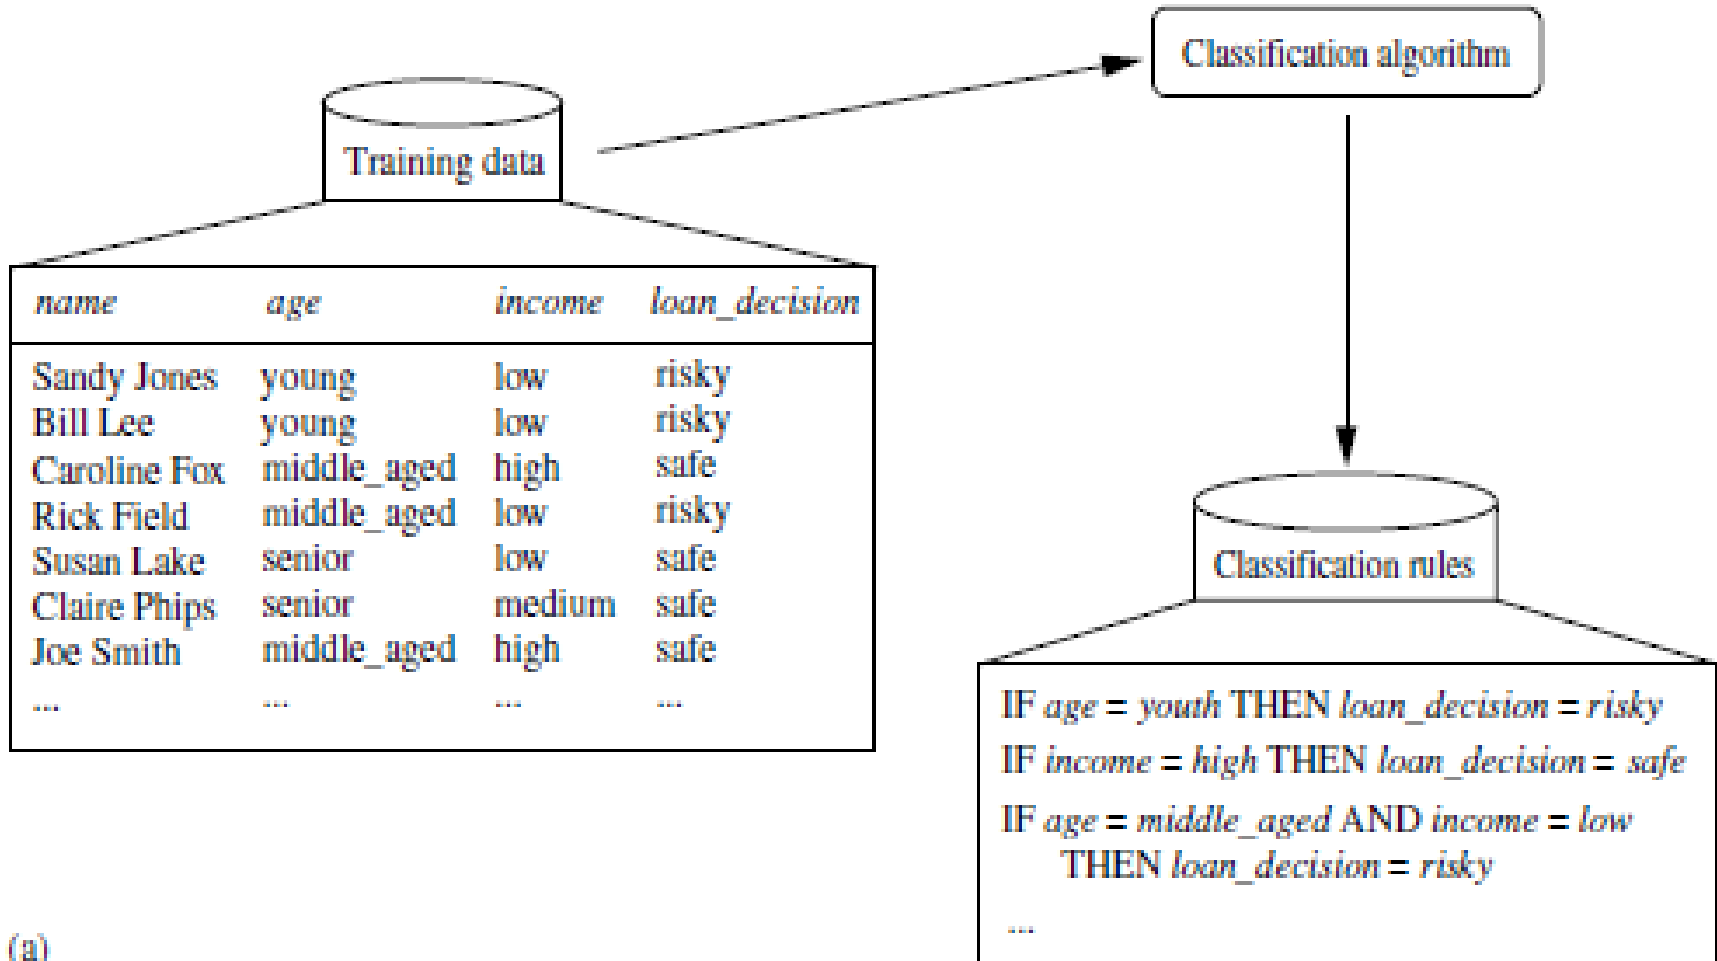 Classification algorithm
Training data
name age income loan_decision
Sandy Jones young low risky
Bill Lee young low risky
Caroline Fox middle_aged high safe
Rick Field middle_aged low risky
Susan Lake senior low safe
Claire Phips senior medium safe
Joe Smith middle_aged high safe
... ... ... ...
Classification rules
IF age = youth THEN loan_decision = risky
IF income = high THEN loan_decision = safe
IF age = middle_aged AND income = low
THEN loan_decision = risky
...
(a)